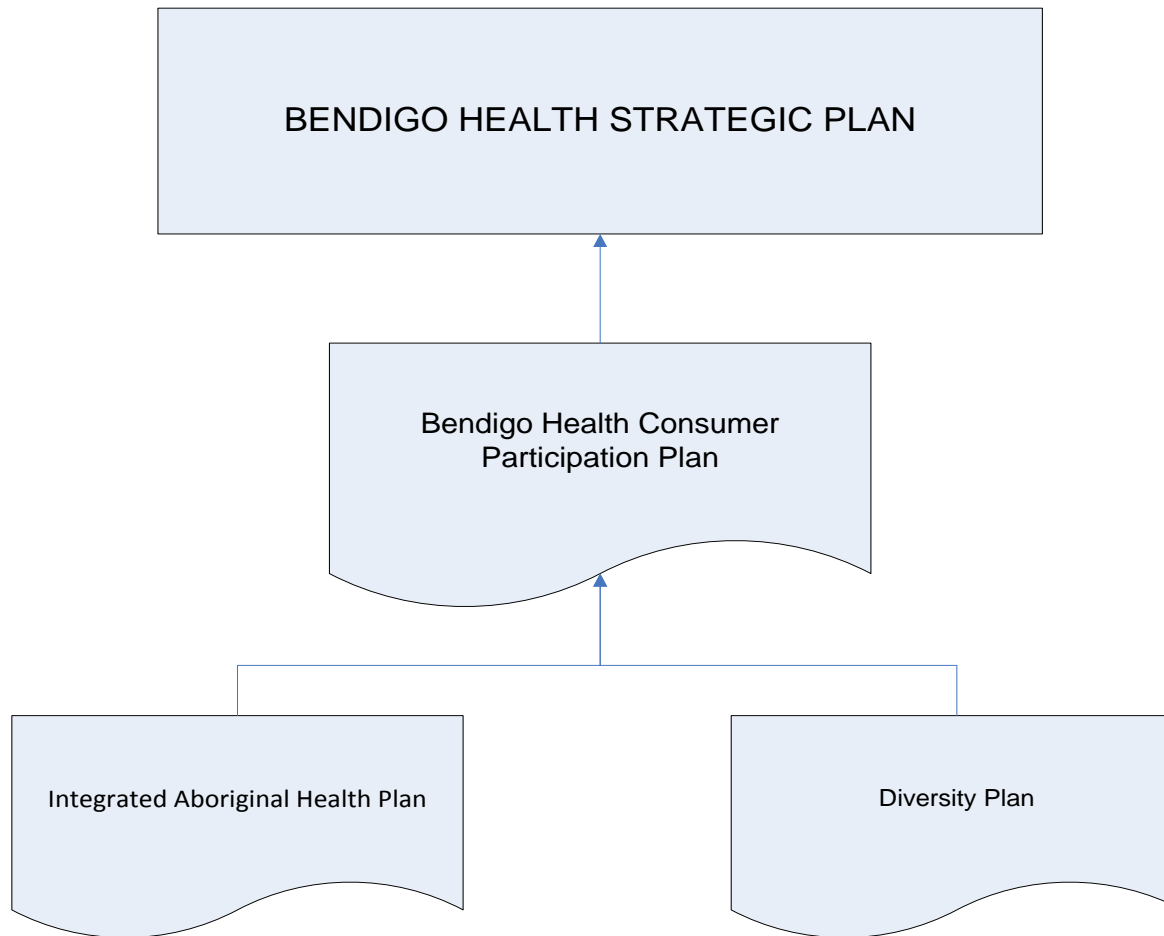 BENDIGO HEALTH STRATEGIC PLAN
Bendigo Health Consumer
Participation Plan
Integrated Aboriginal Health Plan
Diversity Plan